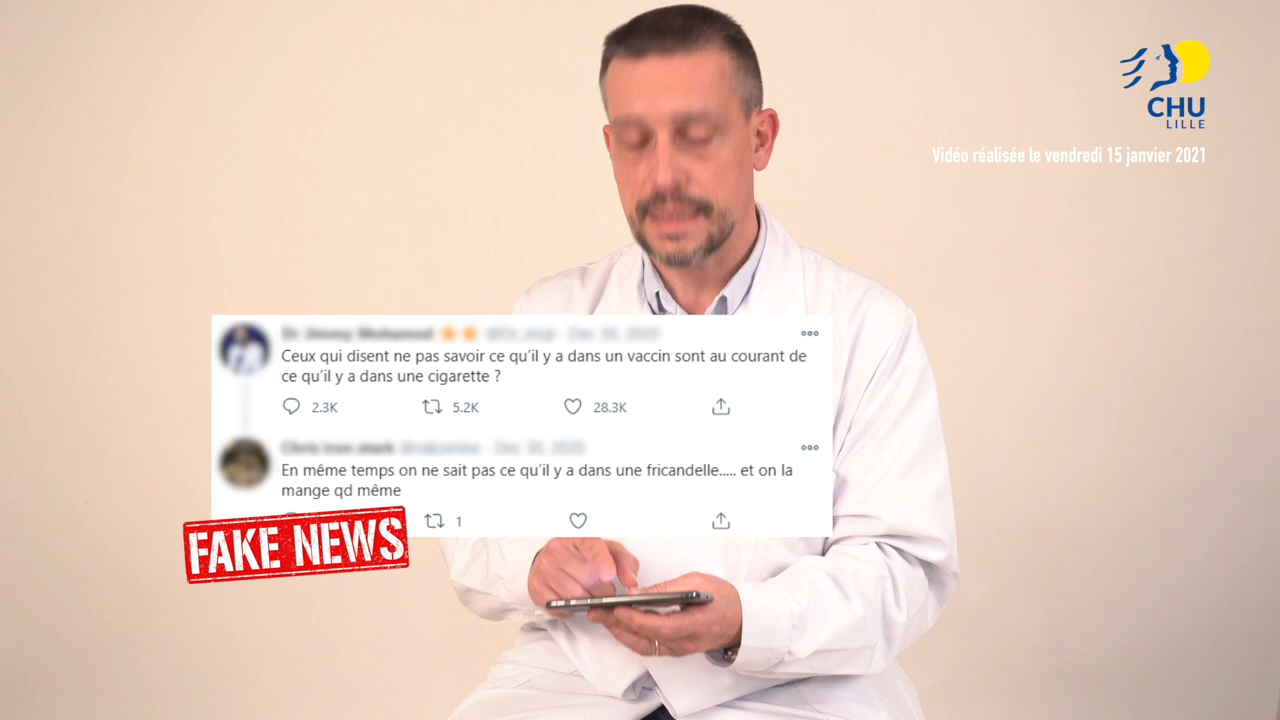 CHU
LILLE
Vidéo réalisée le vendredi 15 janvier 2021
Ceux qui disent ne pas savoir ce qu'il y a dans un vaccin sont au courant de
ce qu'il y a dans une cigarette ?
2.3K 5.2K 28.3K
En même temps on ne sait pas ce qu'il y a dans une fricandelle..... et on la
mange qd même
1
FAKE NEWS